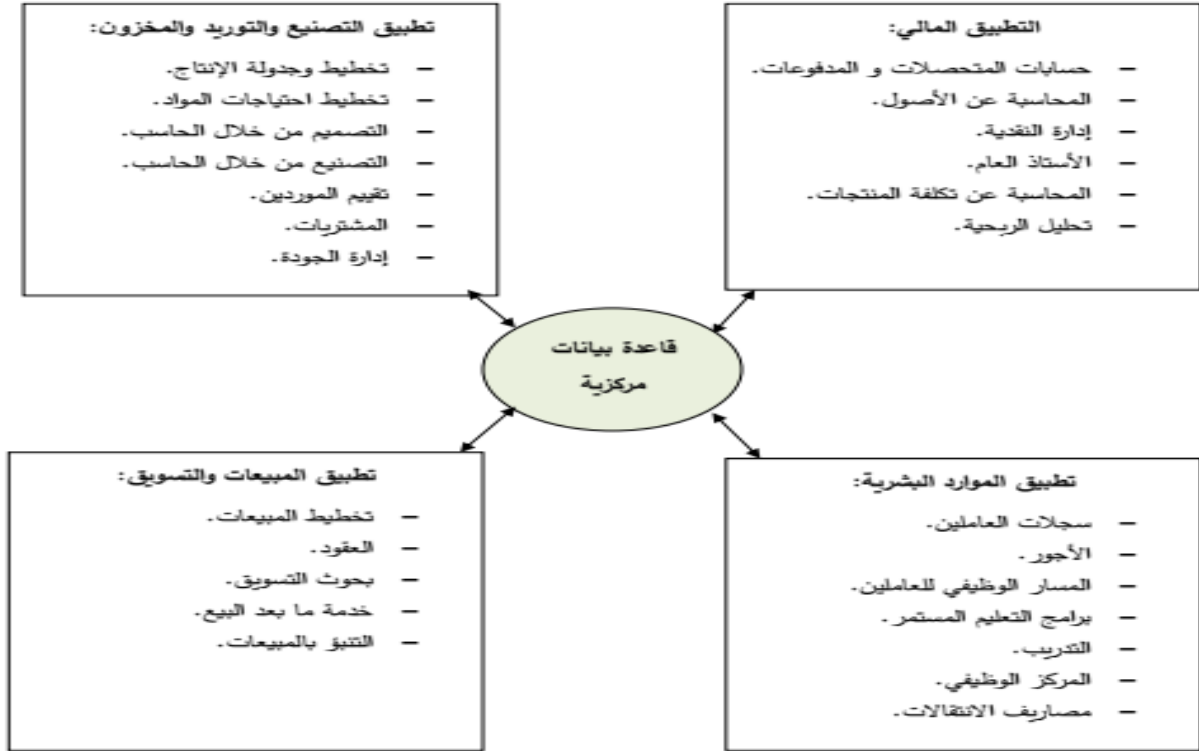 التطبيق المالي:
– حسابات المتحصلات و المدفوعات.
– المحاسبة عن الأصول.
– إدارة النقدية.
– الأستاذ العام.
– المحاسبة عن تكلفة المنتجات.
– تحليل الربحية.
تطبيق التصنيع والتوريد والمخزون:
– تخطيط وجدولة الإنتاج.
– تخطيط احتياجات المواد.
– التصميم من خلال الحاسب.
– التصنيع من خلال الحاسب.
– تقييم الموردين.
– المشتريات.
– إدارة الجودة.
قاعدة بيانات
مركزية
تطبيق الموارد البشرية:
– سجلات العاملين.
– الأجور.
– المسار الوظيفي للعاملين.
– برامج التعليم المستمر.
– التدريب.
– المركز الوظيفي.
– مصاريف الانتقالات.
تطبيق المبيعات والتسويق:
– تخطيط المبيعات.
– العقود.
– بحوث التسويق.
– خدمة ما بعد البيع.
– التنبؤ بالمبيعات.